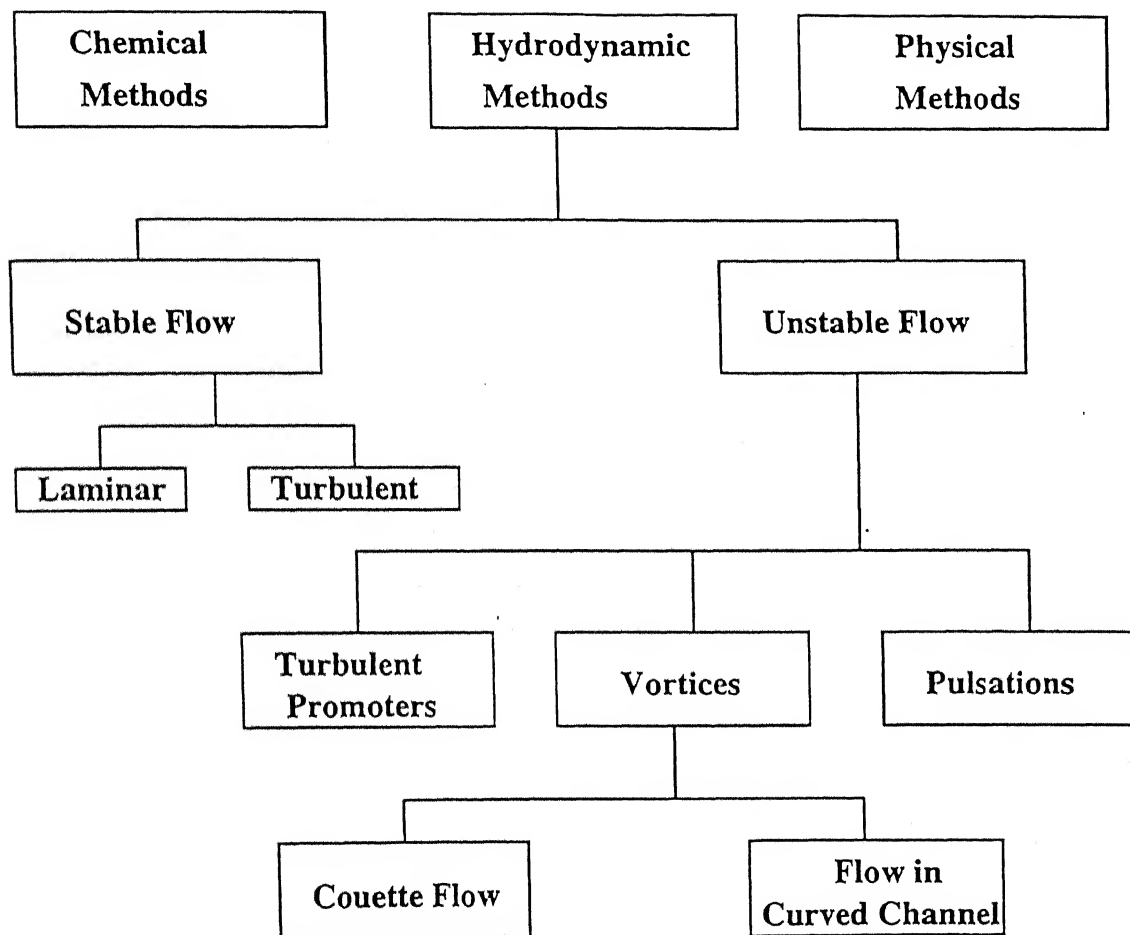 Chemical
Methods
Hydrodynamic
Methods
Physical
Methods
Stable Flow
Unstable Flow
Laminar
Turbulent
Turbulent
Promoters
Vortices
Pulsations
Couette Flow
Flow in
Curved Channel